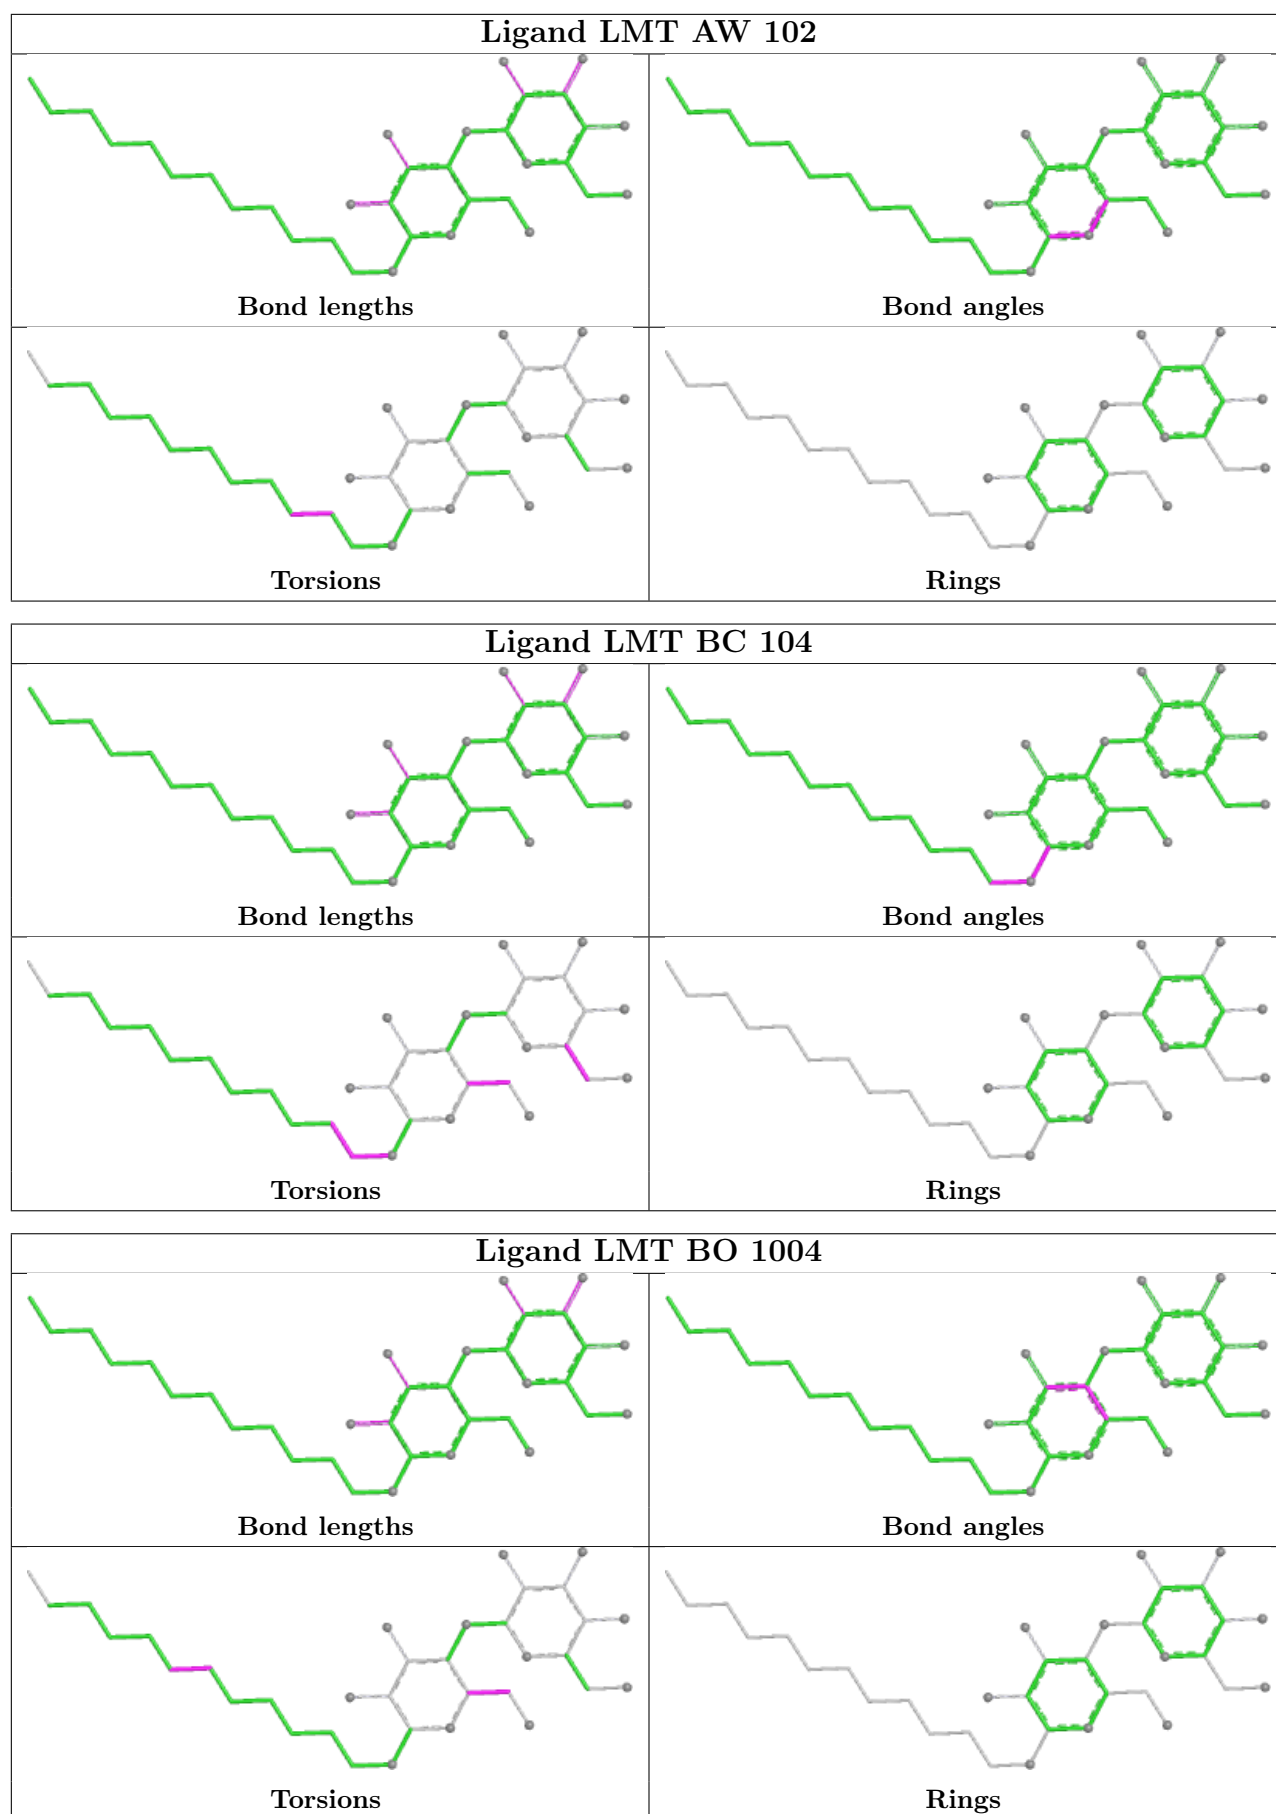 Ligand LMT AW 102
Bond lengths
Bond angles
Torsions
Rings
Ligand LMT BC 104
Bond lengths
Bond angles
Torsions
Rings
Ligand LMT BO 1004
Bond lengths
Bond angles
Torsions
Rings